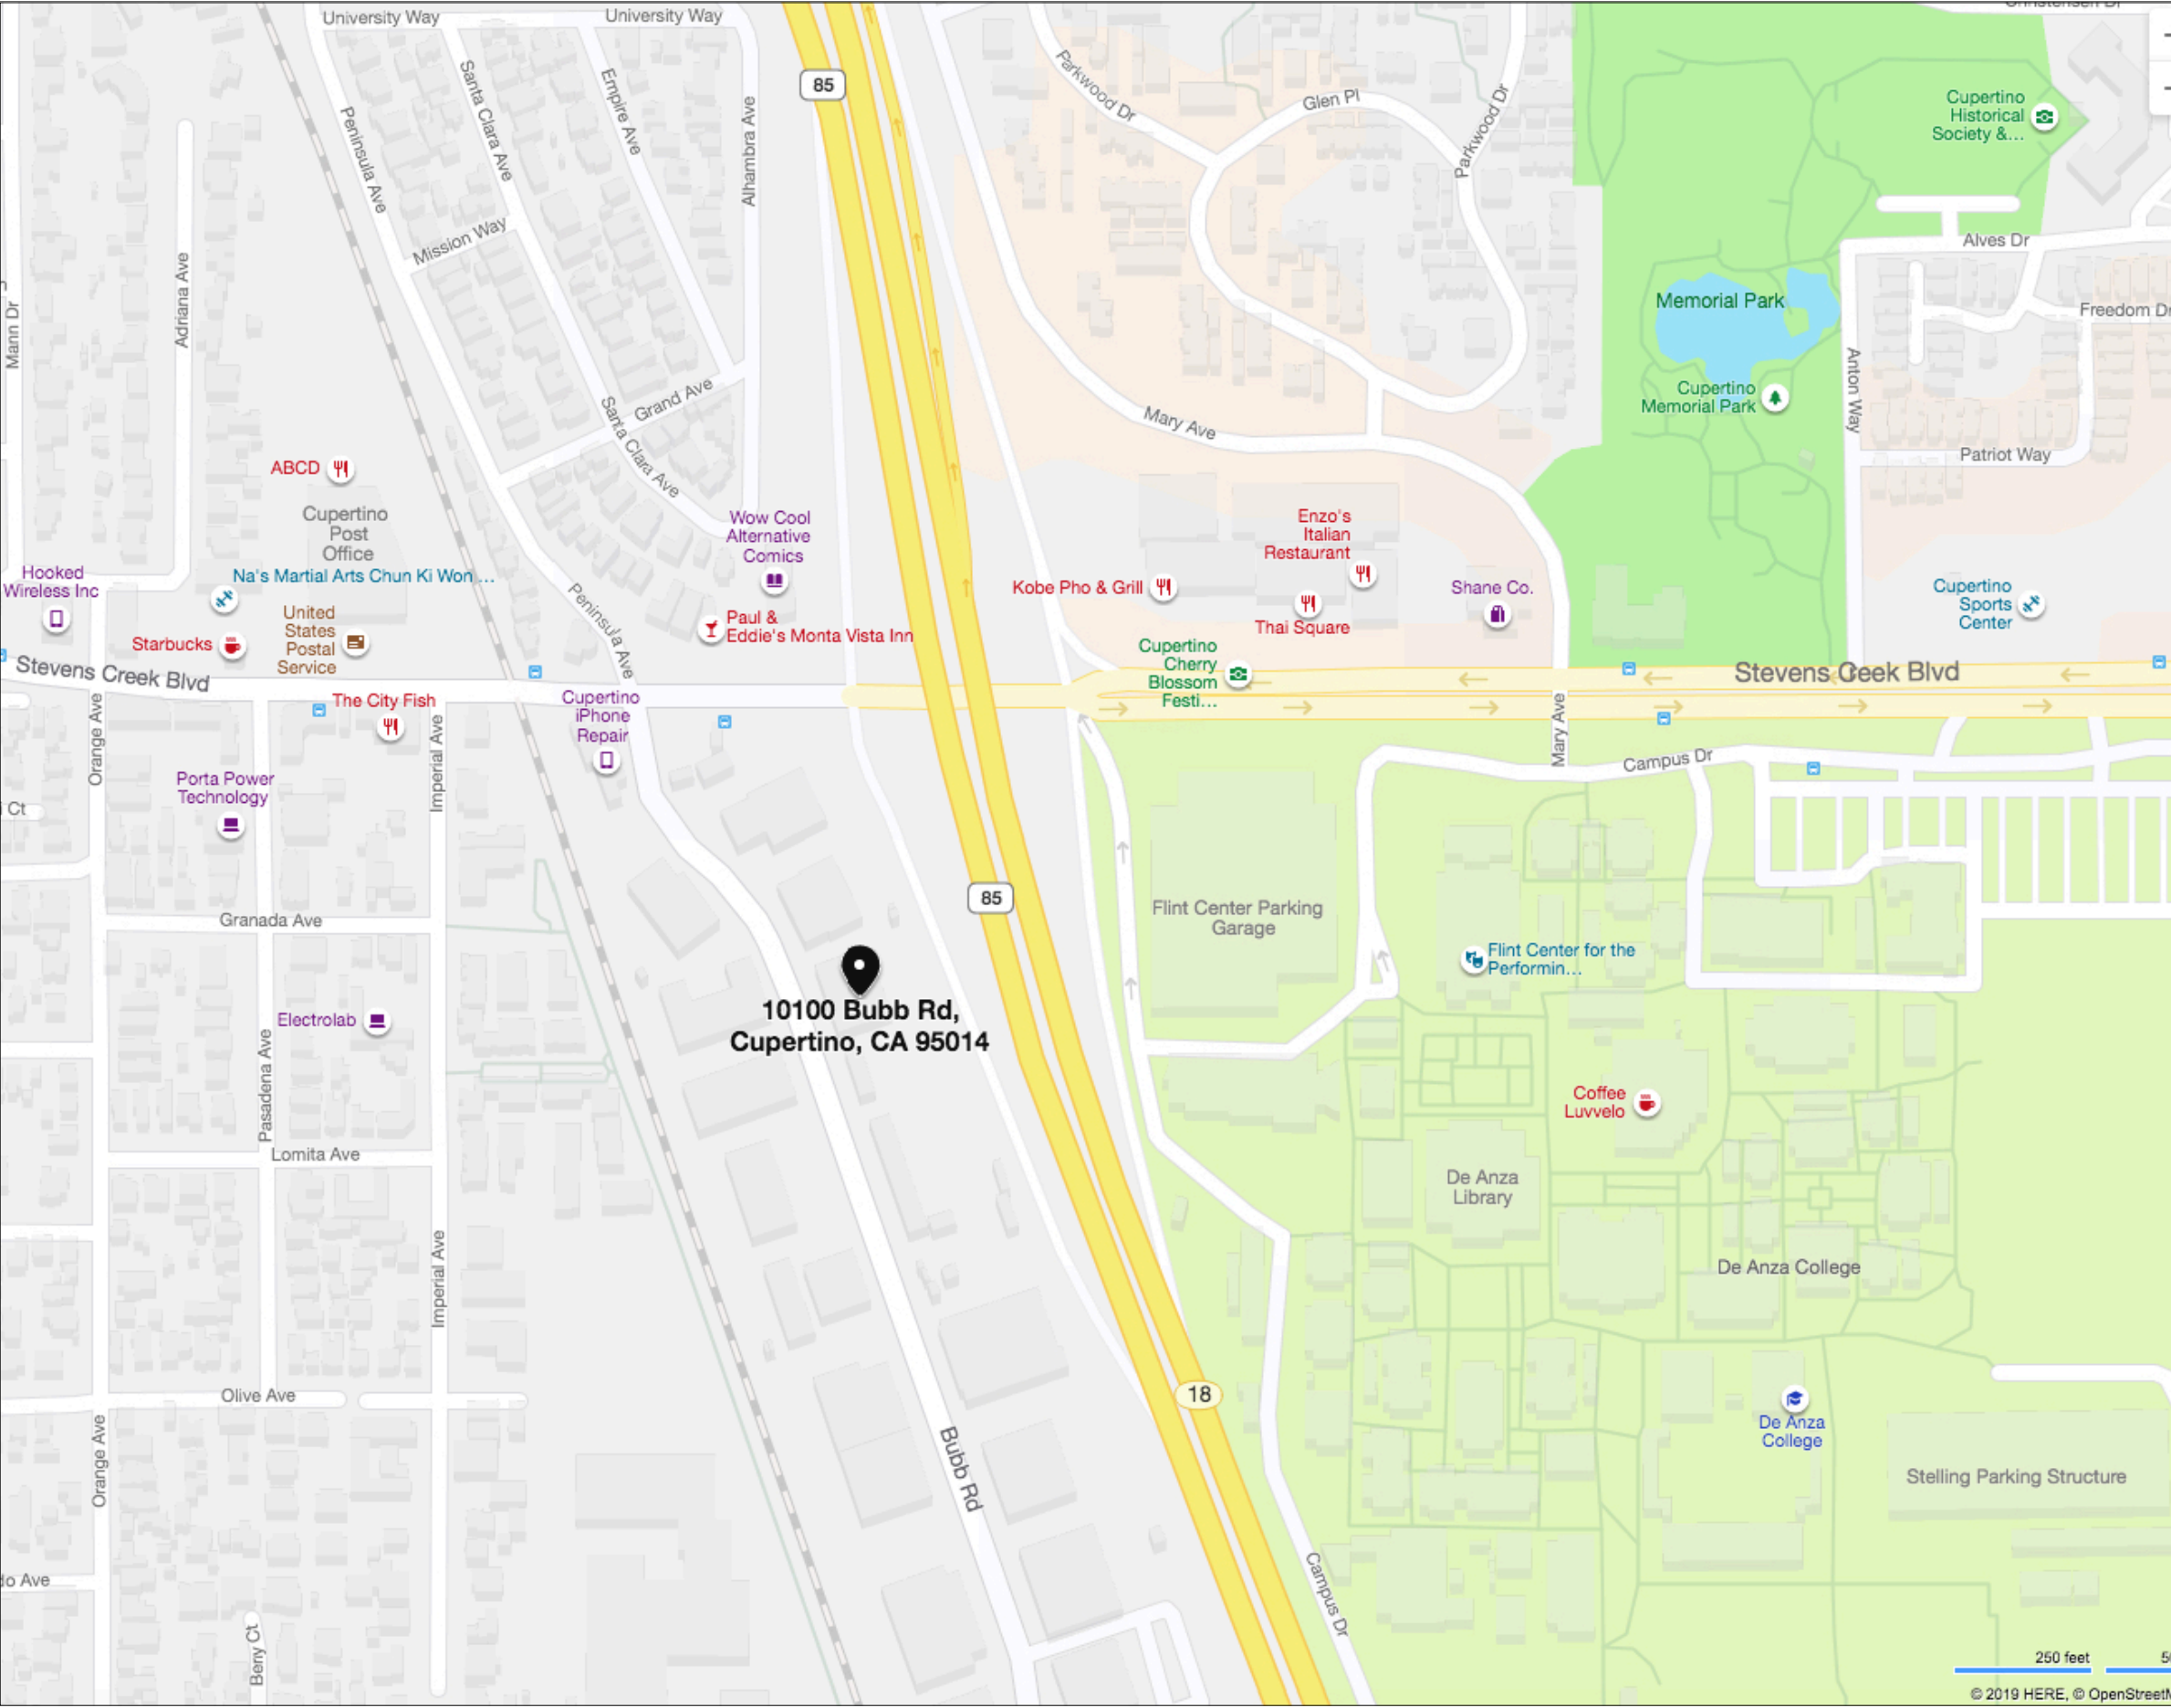 University Way
University Way
85
Santa Clara Ave
Empire Ave
Peninsula Ave
Alhambra Ave
Parkwood Dr
Glen Pl
Parkwood Dr
Cupertino
Historical
Society &...
Mission Way
Adriana Ave
Mann Dr
Alves Dr
Memorial Park
Freedom Dr
Cupertino
Memorial Park
Anton Way
Grand Ave
Santa Clara Ave
Mary Ave
Patriot Way
ABCD
Cupertino
Post
Office
Wow Cool
Alternative
Comics
Enzo's
Italian
Restaurant
Hooked
Wireless Inc
Na's Martial Arts Chun Ki Won ...
Peninsula Ave
Kobe Pho & Grill
Shane Co.
Cupertino
Sports
Center
United
States
Postal
Service
Starbucks
Paul &
Eddie's Monta Vista Inn
Thai Square
Cupertino
Cherry
Blossom
Festi...
Stevens Creek Blvd
Stevens Creek Blvd
The City Fish
Cupertino
iPhone
Repair
Orange Ave
Imperial Ave
Mary Ave
Campus Dr
Porta Power
Technology
Ct
85
Granada Ave
Flint Center Parking
Garage
Flint Center for the
Performin...
10100 Bubb Rd,
Cupertino, CA 95014
Electrolab
Pasadena Ave
Coffee
Luvvelo
Lomita Ave
De Anza
Library
Imperial Ave
De Anza College
Olive Ave
18
De Anza
College
Orange Ave
Bubb Rd
Stelling Parking Structure
do Ave
Campus Dr
Berry Ct
250 feet
© 2019 HERE, © OpenStreetM